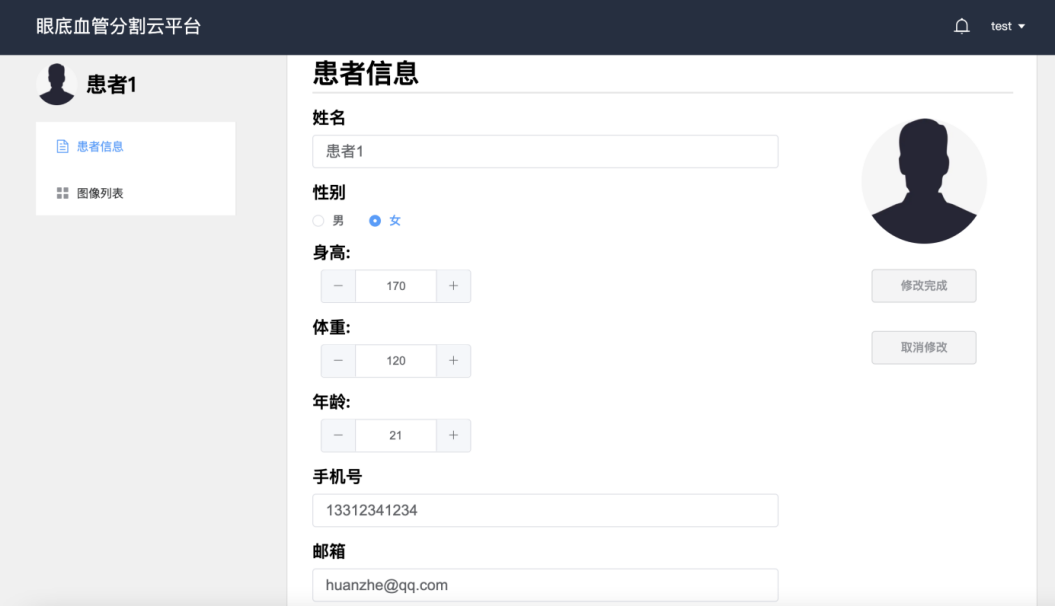 眼底血管分割云平台
test
患者1
患者信息
图像列表
患者信息
姓名
患者1
性别
男 女
身高:
170
体重:
120
年龄:
21
手机号
13312341234
邮箱
huanzhe@qq.com
修改完成
取消修改